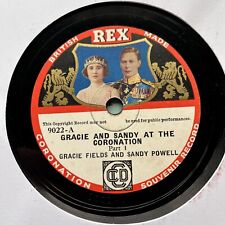 BRITISH REX MADE
This Copyright Record may not be used for public performances.
9022-A
GRACIE AND SANDY AT THE
CORONATION
Part 1
GRACIE FIELDS AND SANDY POWELL
CORONATION SOUVENIR RECORD